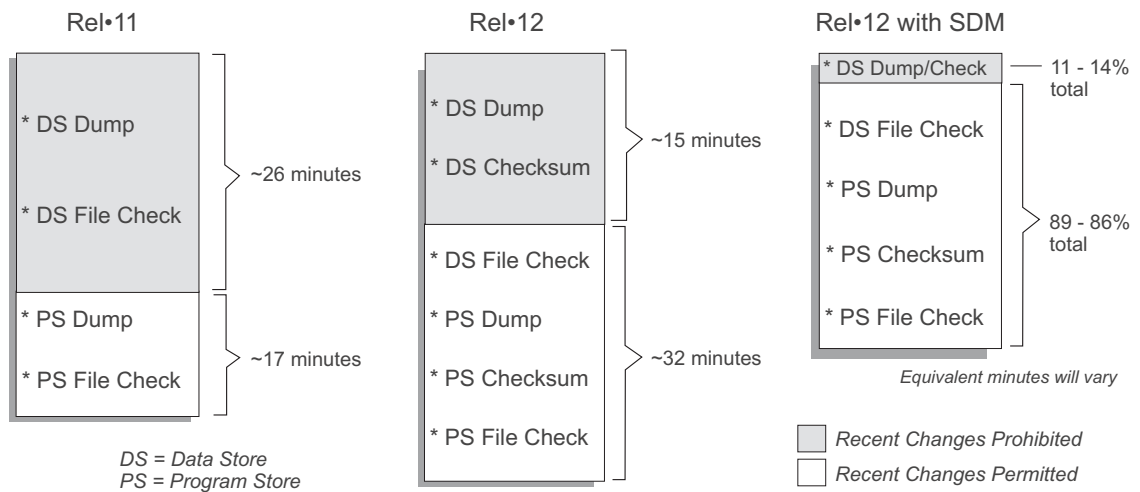 Rel•11
* DS Dump
* DS File Check
~26 minutes
* PS Dump
* PS File Check
~17 minutes
DS = Data Store
PS = Program Store
Rel•12
* DS Dump
* DS Checksum
~15 minutes
* DS File Check
* PS Dump
* PS Checksum
* PS File Check
~32 minutes
Rel•12 with SDM
* DS Dump/Check
11 - 14%
total
* DS File Check
* PS Dump
* PS Checksum
* PS File Check
89 - 86%
total
Equivalent minutes will vary
Recent Changes Prohibited
Recent Changes Permitted